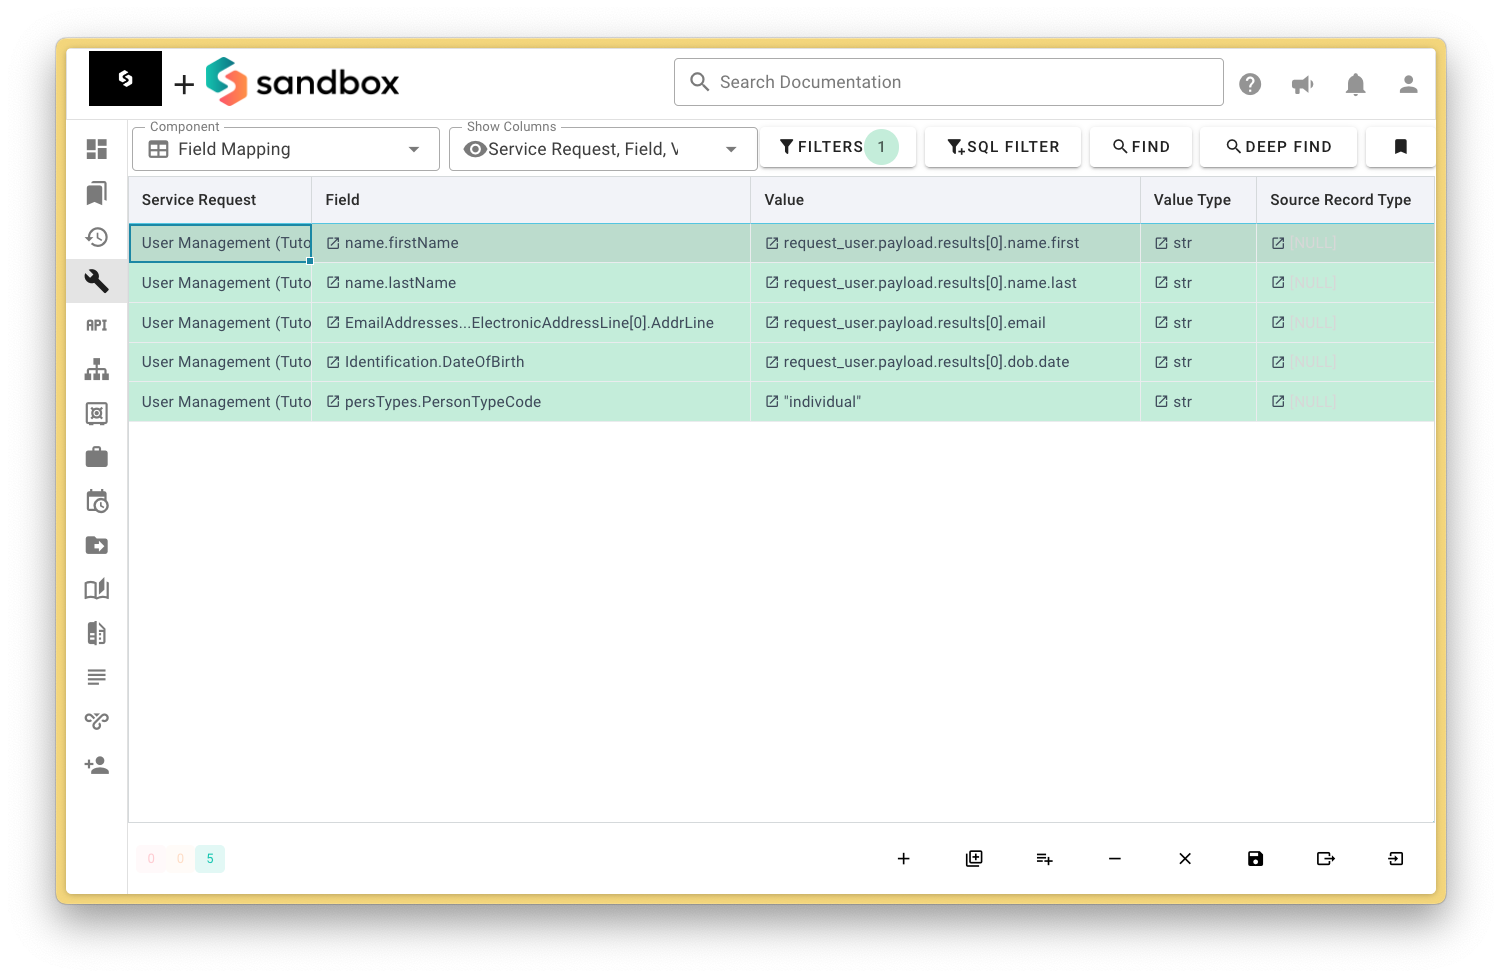 + sandbox
Search Documentation
Component
Field Mapping
Show Columns
Service Request, Field, V
FILTERS 1
SQL FILTER
FIND
DEEP FIND
Service Request Field Value Value Type Source Record Type
User Management (Tuto name.firstName request_user.payload.results[0].name.first str [NULL]
User Management (Tuto name.lastName request_user.payload.results[0].name.last str [NULL]
User Management (Tuto EmailAddresses...ElectronicAddressLine[0].AddrLine request_user.payload.results[0].email str [NULL]
User Management (Tuto Identification.DateOfBirth request_user.payload.results[0].dob.date str [NULL]
User Management (Tuto persTypes.PersonTypeCode "individual" str [NULL]
API
0 0 5